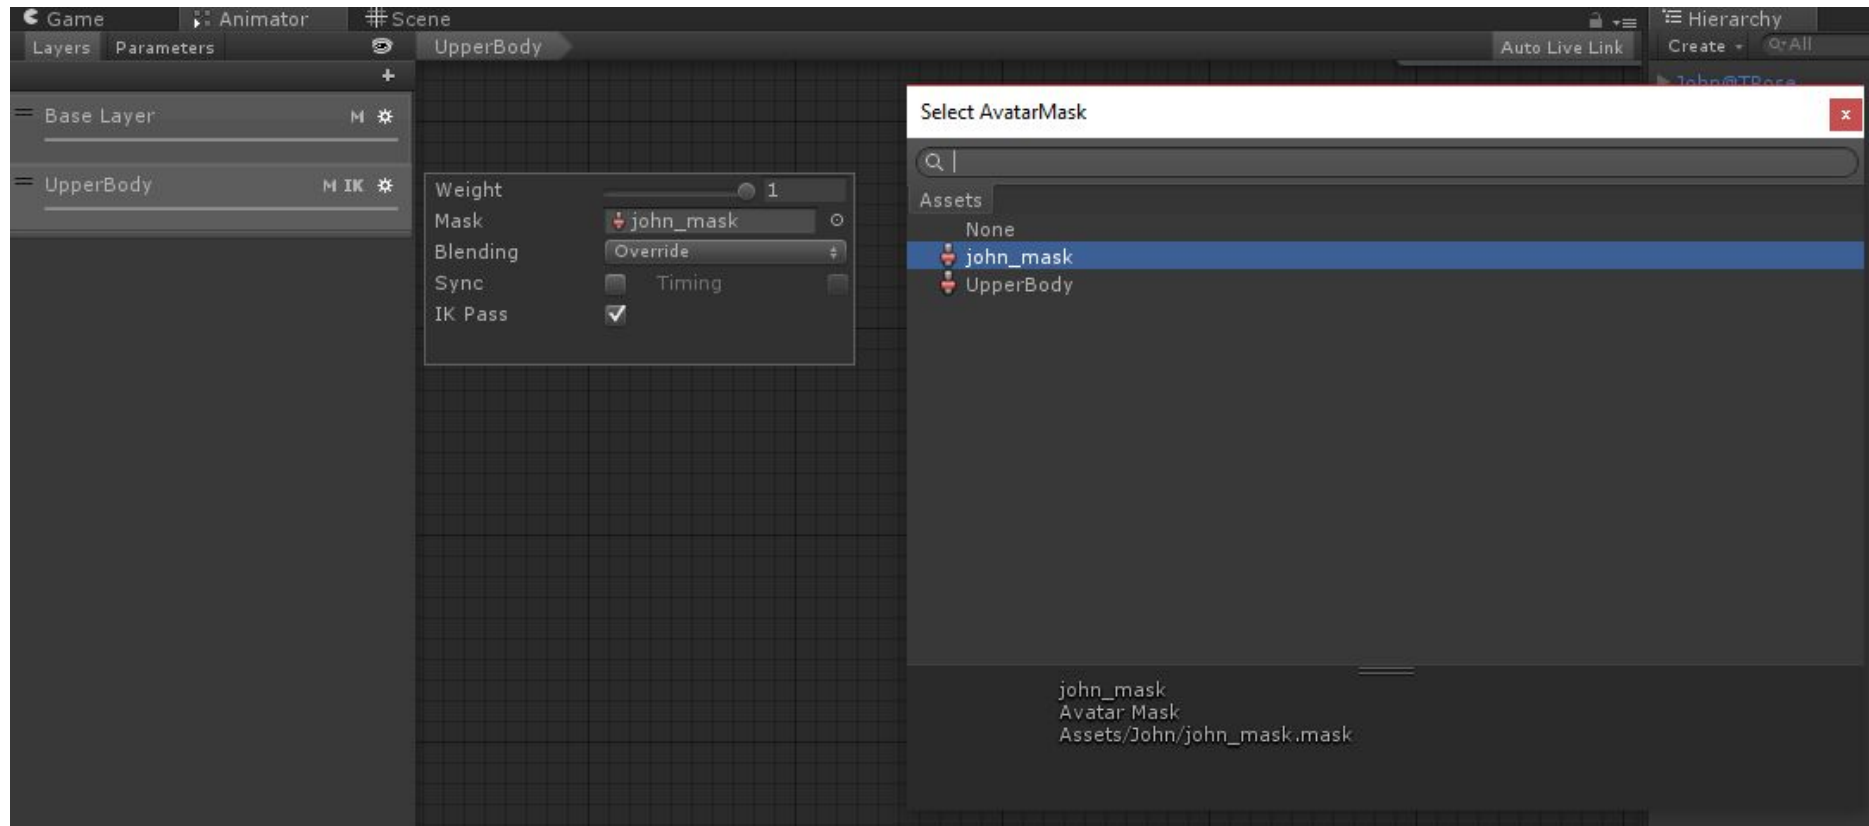 Game
Animator
Scene
Hierarchy
Layers
Parameters
UpperBody
Auto Live Link
Create
All
John@TPose
Base Layer
M
UpperBody
M IK
Weight
1
Mask
john_mask
Blending
Override
Sync
Timing
IK Pass
Select AvatarMask
x
Assets
None
john_mask
UpperBody
john_mask
Avatar Mask
Assets/John/john_mask.mask